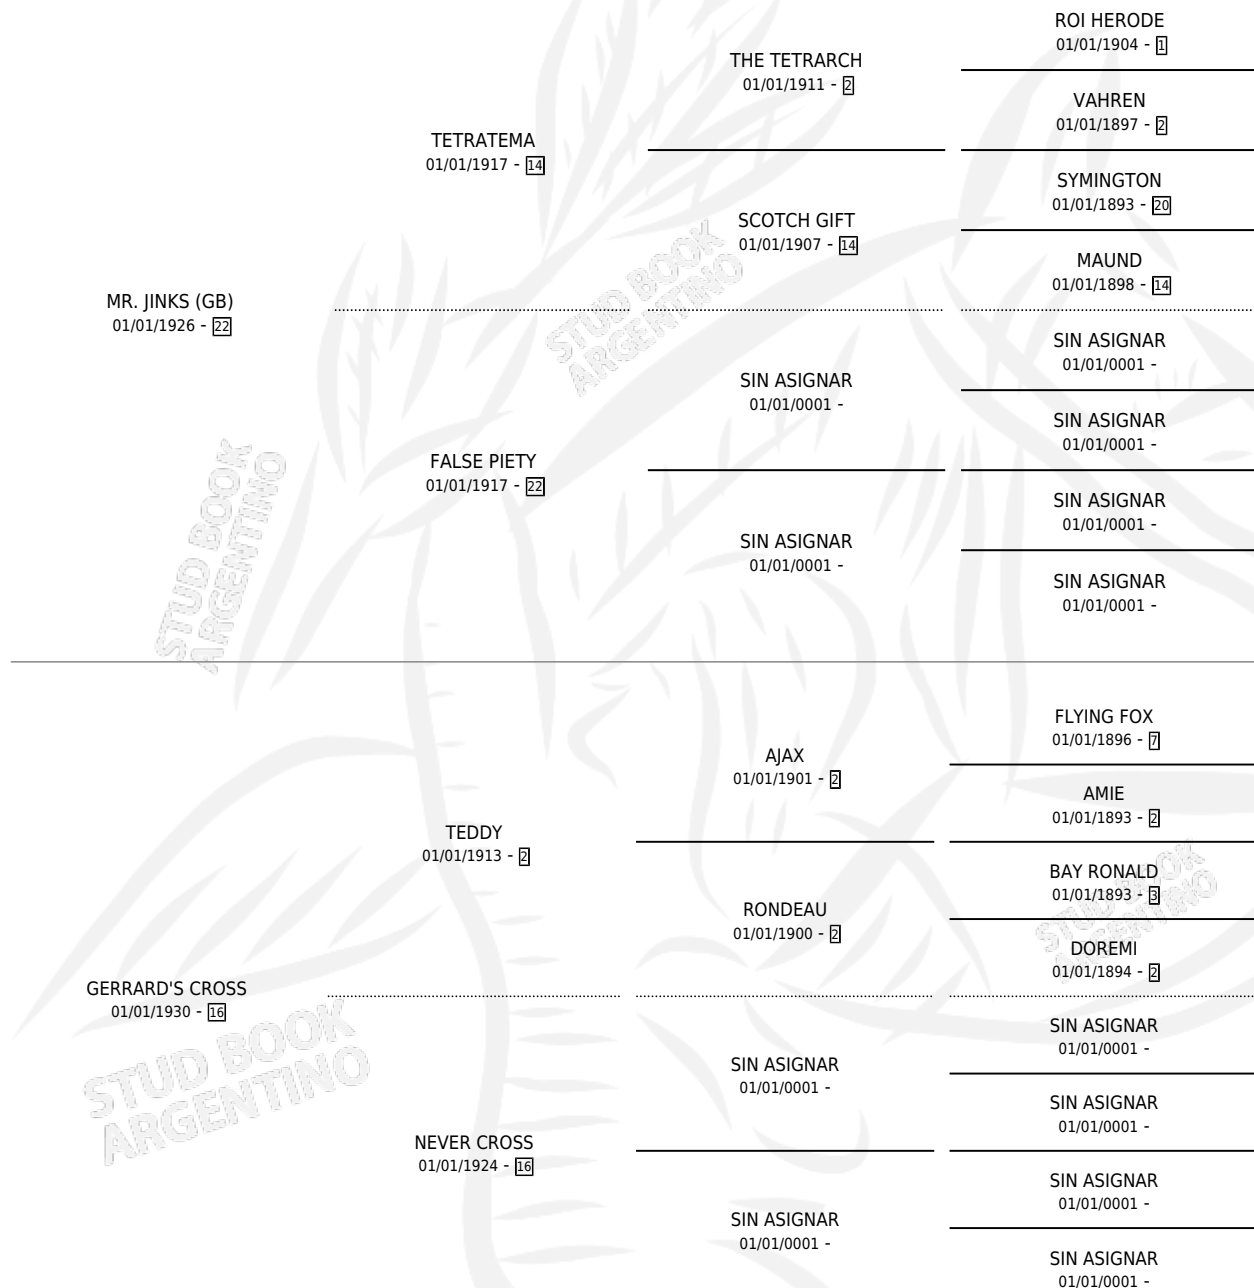 ROI HERODE
01/01/1904 - 1
THE TETRARCH
01/01/1911 - 2
VAHREN
01/01/1897 - 2
TETRATEMA
01/01/1917 - 14
SYMINGTON
01/01/1893 - 20
SCOTCH GIFT
01/01/1907 - 14
MAUND
01/01/1898 - 14
MR. JINKS (GB)
01/01/1926 - 22
STUD BOOK
ARGENTINO
SIN ASIGNAR
01/01/0001 -
SIN ASIGNAR
01/01/0001 -
SIN ASIGNAR
01/01/0001 -
FALSE PIETY
01/01/1917 - 22
SIN ASIGNAR
01/01/0001 -
SIN ASIGNAR
01/01/0001 -
SIN ASIGNAR
01/01/0001 -
STUD BOOK
ARGENTINO
FLYING FOX
01/01/1896 - 7
AJAX
01/01/1901 - 2
AMIE
01/01/1893 - 2
TEDDY
01/01/1913 - 2
BAY RONALD
01/01/1893 - 3
STUD BOOK
ARGENTINO
RONDEAU
01/01/1900 - 2
DOREMI
01/01/1894 - 2
GERRARD'S CROSS
01/01/1930 - 16
STUD BOOK
ARGENTINO
SIN ASIGNAR
01/01/0001 -
SIN ASIGNAR
01/01/0001 -
SIN ASIGNAR
01/01/0001 -
NEVER CROSS
01/01/1924 - 16
SIN ASIGNAR
01/01/0001 -
SIN ASIGNAR
01/01/0001 -
SIN ASIGNAR
01/01/0001 -